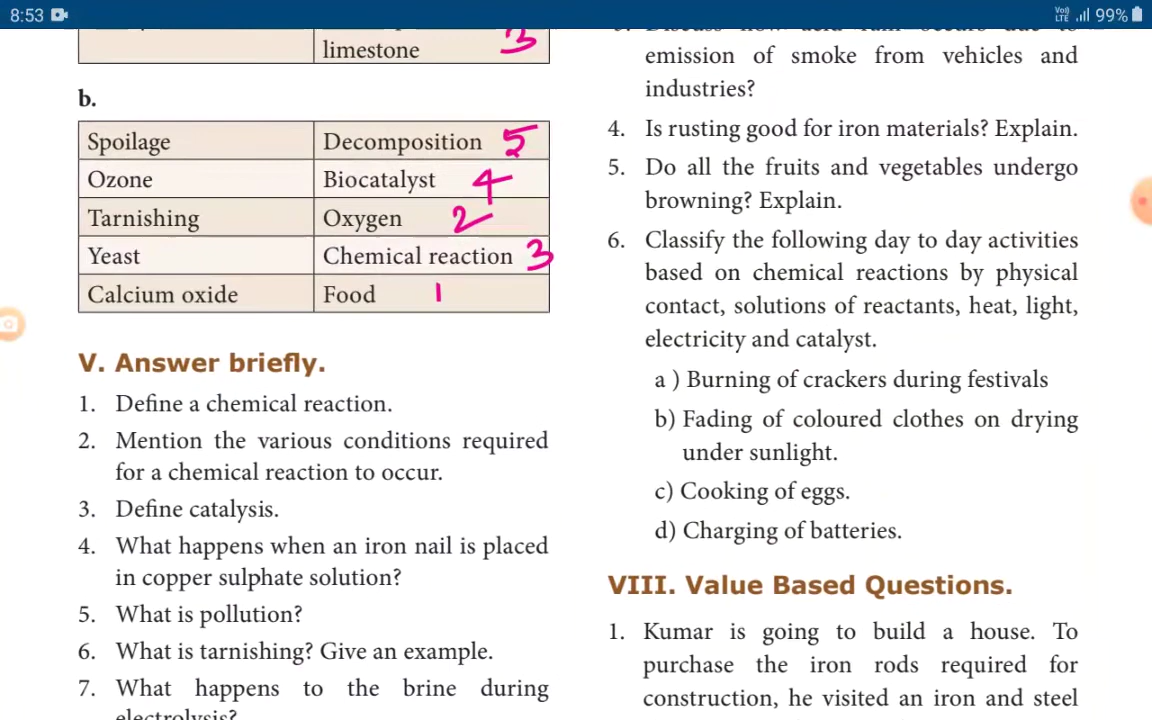 8:53
Vo) LTE 99%
limestone 3
b.
Spoilage Decomposition 5
Ozone Biocatalyst 4
Tarnishing Oxygen 2
Yeast Chemical reaction 3
Calcium oxide Food 1
V. Answer briefly.
1. Define a chemical reaction.
2. Mention the various conditions required
for a chemical reaction to occur.
3. Define catalysis.
4. What happens when an iron nail is placed
in copper sulphate solution?
5. What is pollution?
6. What is tarnishing? Give an example.
7. What happens to the brine during
electrolysis?
emission of smoke from vehicles and
industries?
4. Is rusting good for iron materials? Explain.
5. Do all the fruits and vegetables undergo
browning? Explain.
6. Classify the following day to day activities
based on chemical reactions by physical
contact, solutions of reactants, heat, light,
electricity and catalyst.
a ) Burning of crackers during festivals
b) Fading of coloured clothes on drying
under sunlight.
c) Cooking of eggs.
d) Charging of batteries.
VIII. Value Based Questions.
1. Kumar is going to build a house. To
purchase the iron rods required for
construction, he visited an iron and steel